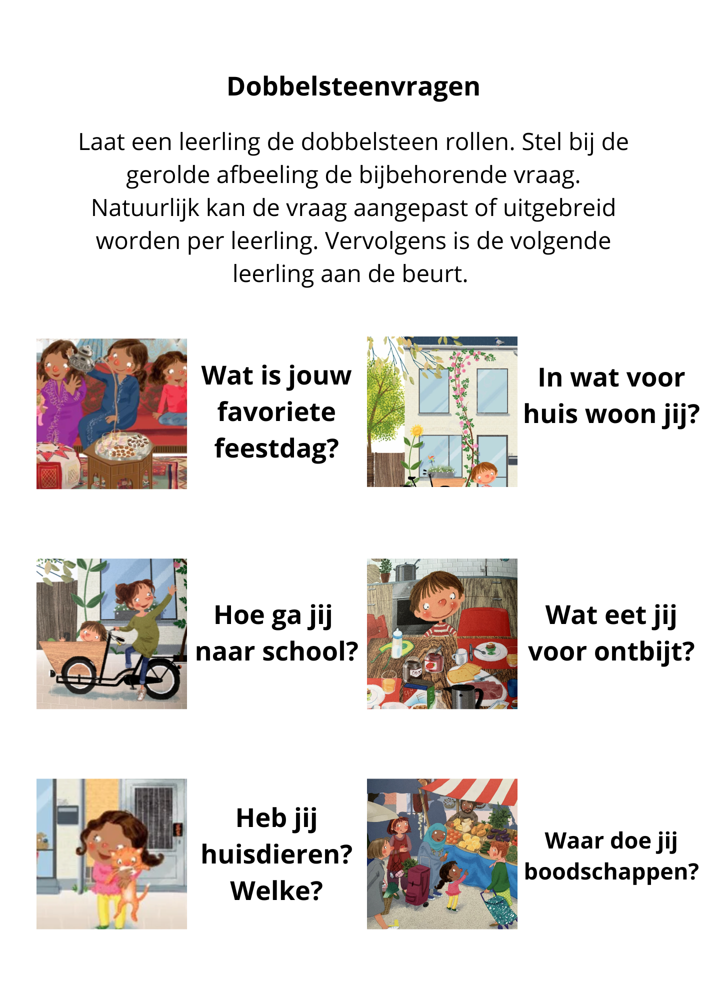 Dobbelsteenvragen
Laat een leerling de dobbelsteen rollen. Stel bij de
gerolde afbeeling de bijbehorende vraag.
Natuurlijk kan de vraag aangepast of uitgebreid
worden per leerling. Vervolgens is de volgende
leerling aan de beurt.
Wat is jouw
favoriete
feestdag?
In wat voor
huis woon jij?
Hoe ga jij
naar school?
Wat eet jij
voor ontbijt?
CHOC
Heb jij
huisdieren?
Welke?
Waar doe jij
boodschappen?